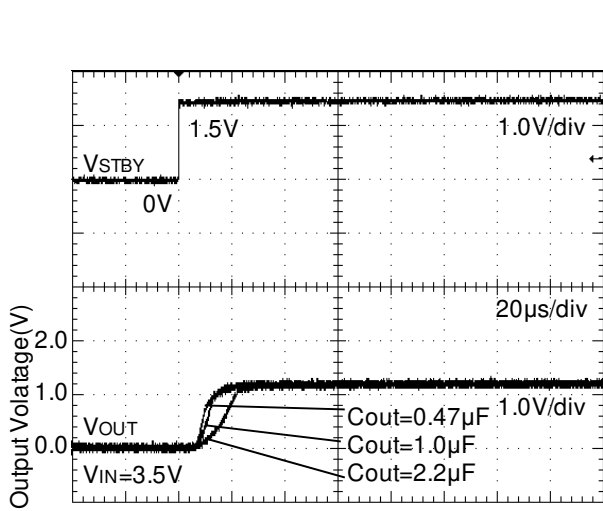 1.5V
1.0V/div
VSTBY
0V
20µs/div
Output Volatage(V)
2.0
1.0
0.0
1.0V/div
VOUT
Cout=0.47µF
Cout=1.0µF
VIN=3.5V
Cout=2.2µF